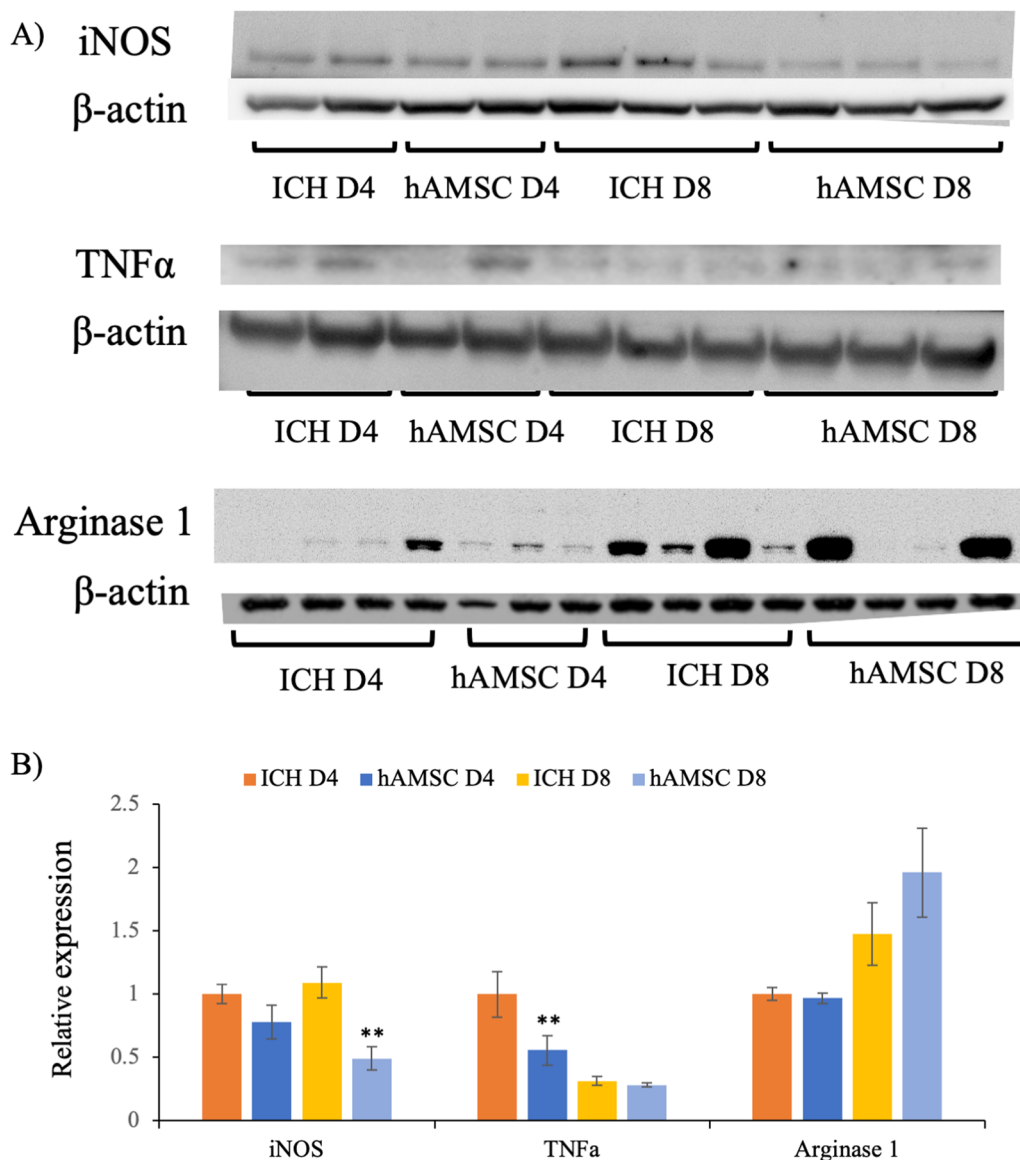 A)
iNOS
β-actin
ICH D4 hAMSC D4 ICH D8 hAMSC D8
TNFα
β-actin
ICH D4 hAMSC D4 ICH D8 hAMSC D8
Arginase 1
β-actin
ICH D4 hAMSC D4 ICH D8 hAMSC D8
B)
ICH D4 hAMSC D4 ICH D8 hAMSC D8
2.5
2
1.5
1
0.5
0
Relative expression
**
**
iNOS TNFa Arginase 1